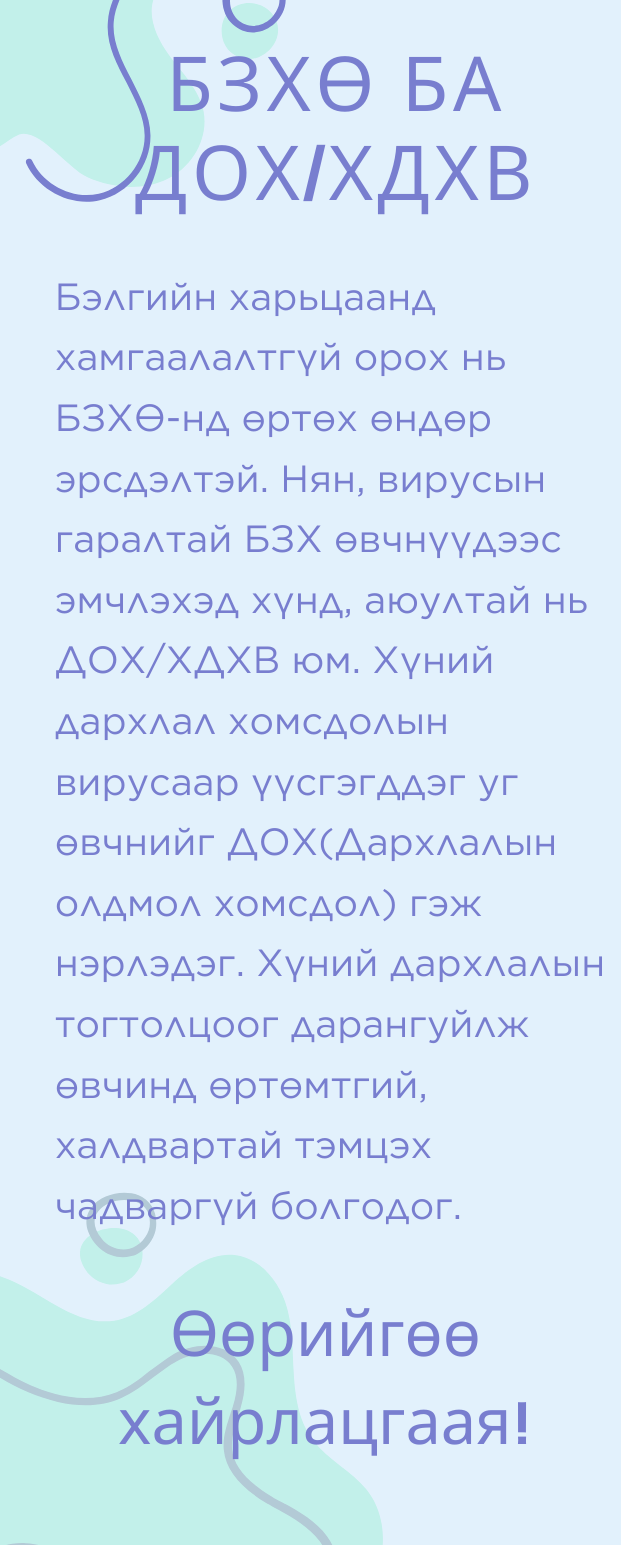 БЗХӨ БА
ДОХ/ХДХВ
Бэлгийн харьцаанд
хамгаалалтгүй орох нь
БЗХӨ-нд өртөх өндөр
эрсдэлтэй. Нян, вирусын
гаралтай БЗХ өвчнүүдээс
эмчлэхэд хүнд, аюултай нь
ДОХ/ХДХВ юм. Хүний
дархлал хомсдолын
вирусаар үүсгэгддэг уг
өвчнийг ДОХ(Дархлалын
олдмол хомсдол) гэж
нэрлэдэг. Хүний дархлалын
тогтолцоог дарангуйлж
өвчинд өртөмтгий,
халдвартай тэмцэх
чадваргүй болгодог.
Өөрийгөө
хайрлацгаая!